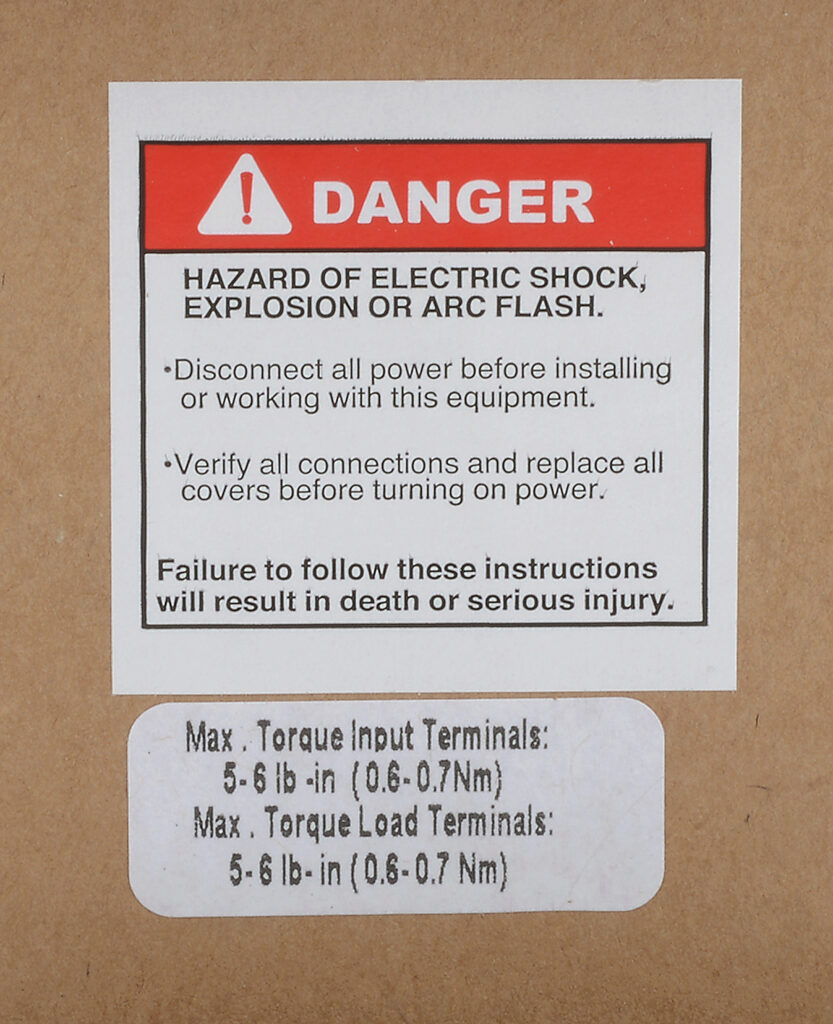 DANGER
HAZARD OF ELECTRIC SHOCK,
EXPLOSION OR ARC FLASH.
•Disconnect all power before installing
or working with this equipment.
•Verify all connections and replace all
covers before turning on power.
Failure to follow these instructions
will result in death or serious injury.
Max . Torque Input Terminals:
5- 6 lb -in (0.6- 0.7Nm)
Max . Torque Load Terminals:
5- 6 lb- in (0.6- 0.7 Nm)